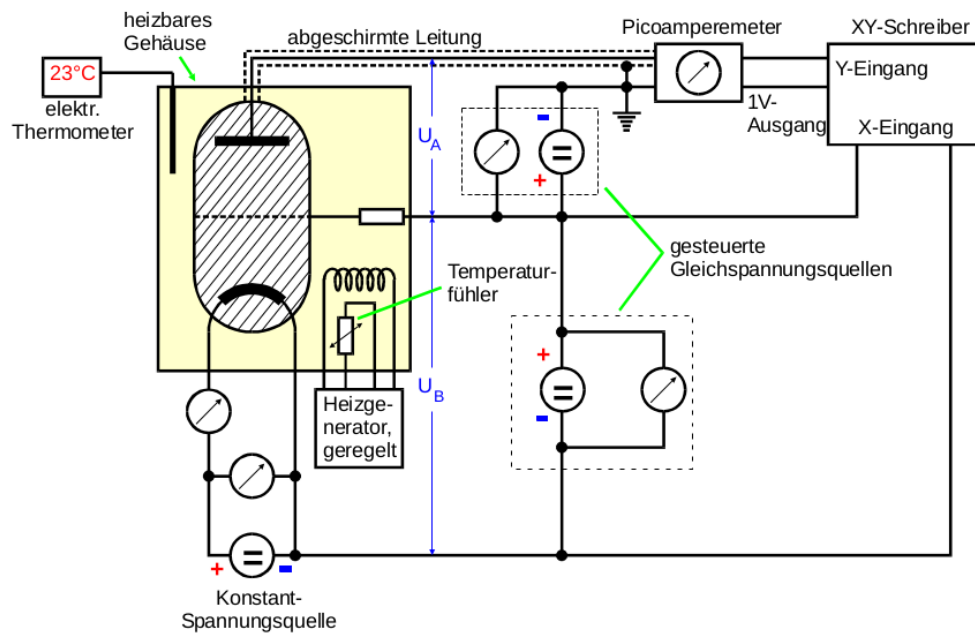 heizbares
Gehäuse
abgeschirmte Leitung
Picoamperemeter
XY-Schreiber
23°C
elektr.
Thermometer
Y-Eingang
1V-
Ausgang
X-Eingang
U_A
-
=
+
gesteuerte
Gleichspannungsquellen
Temperatur-
fühler
+
=
-
U_B
Heizge-
nerator,
geregelt
+
=
-
Konstant-
Spannungsquelle